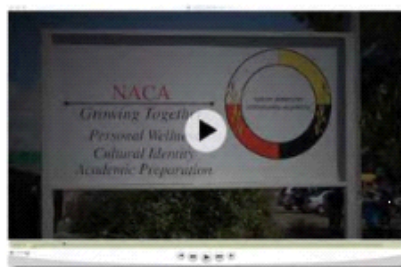 NACA
Growing Together
Personal Wellness
Cultural Identity
Academic Preparation